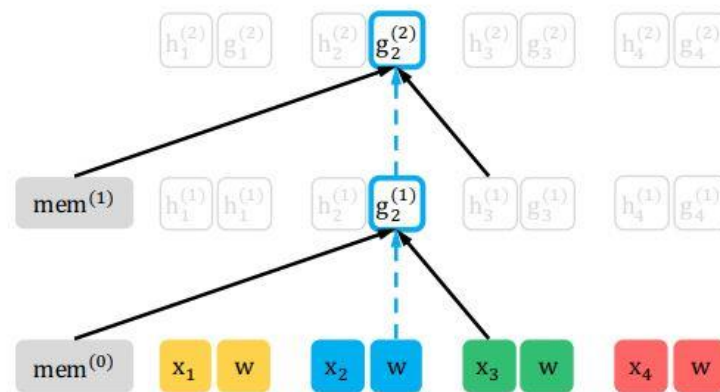 h₁⁽²⁾ g₁⁽²⁾ h₂⁽²⁾ g₂⁽²⁾ h₃⁽²⁾ g₃⁽²⁾ h₄⁽²⁾ g₄⁽²⁾
mem⁽¹⁾ h₁⁽¹⁾ h₁⁽¹⁾ h₂⁽¹⁾ g₂⁽¹⁾ h₃⁽¹⁾ g₃⁽¹⁾ h₄⁽¹⁾ g₄⁽¹⁾
mem⁽⁰⁾ x₁ w x₂ w x₃ w x₄ w